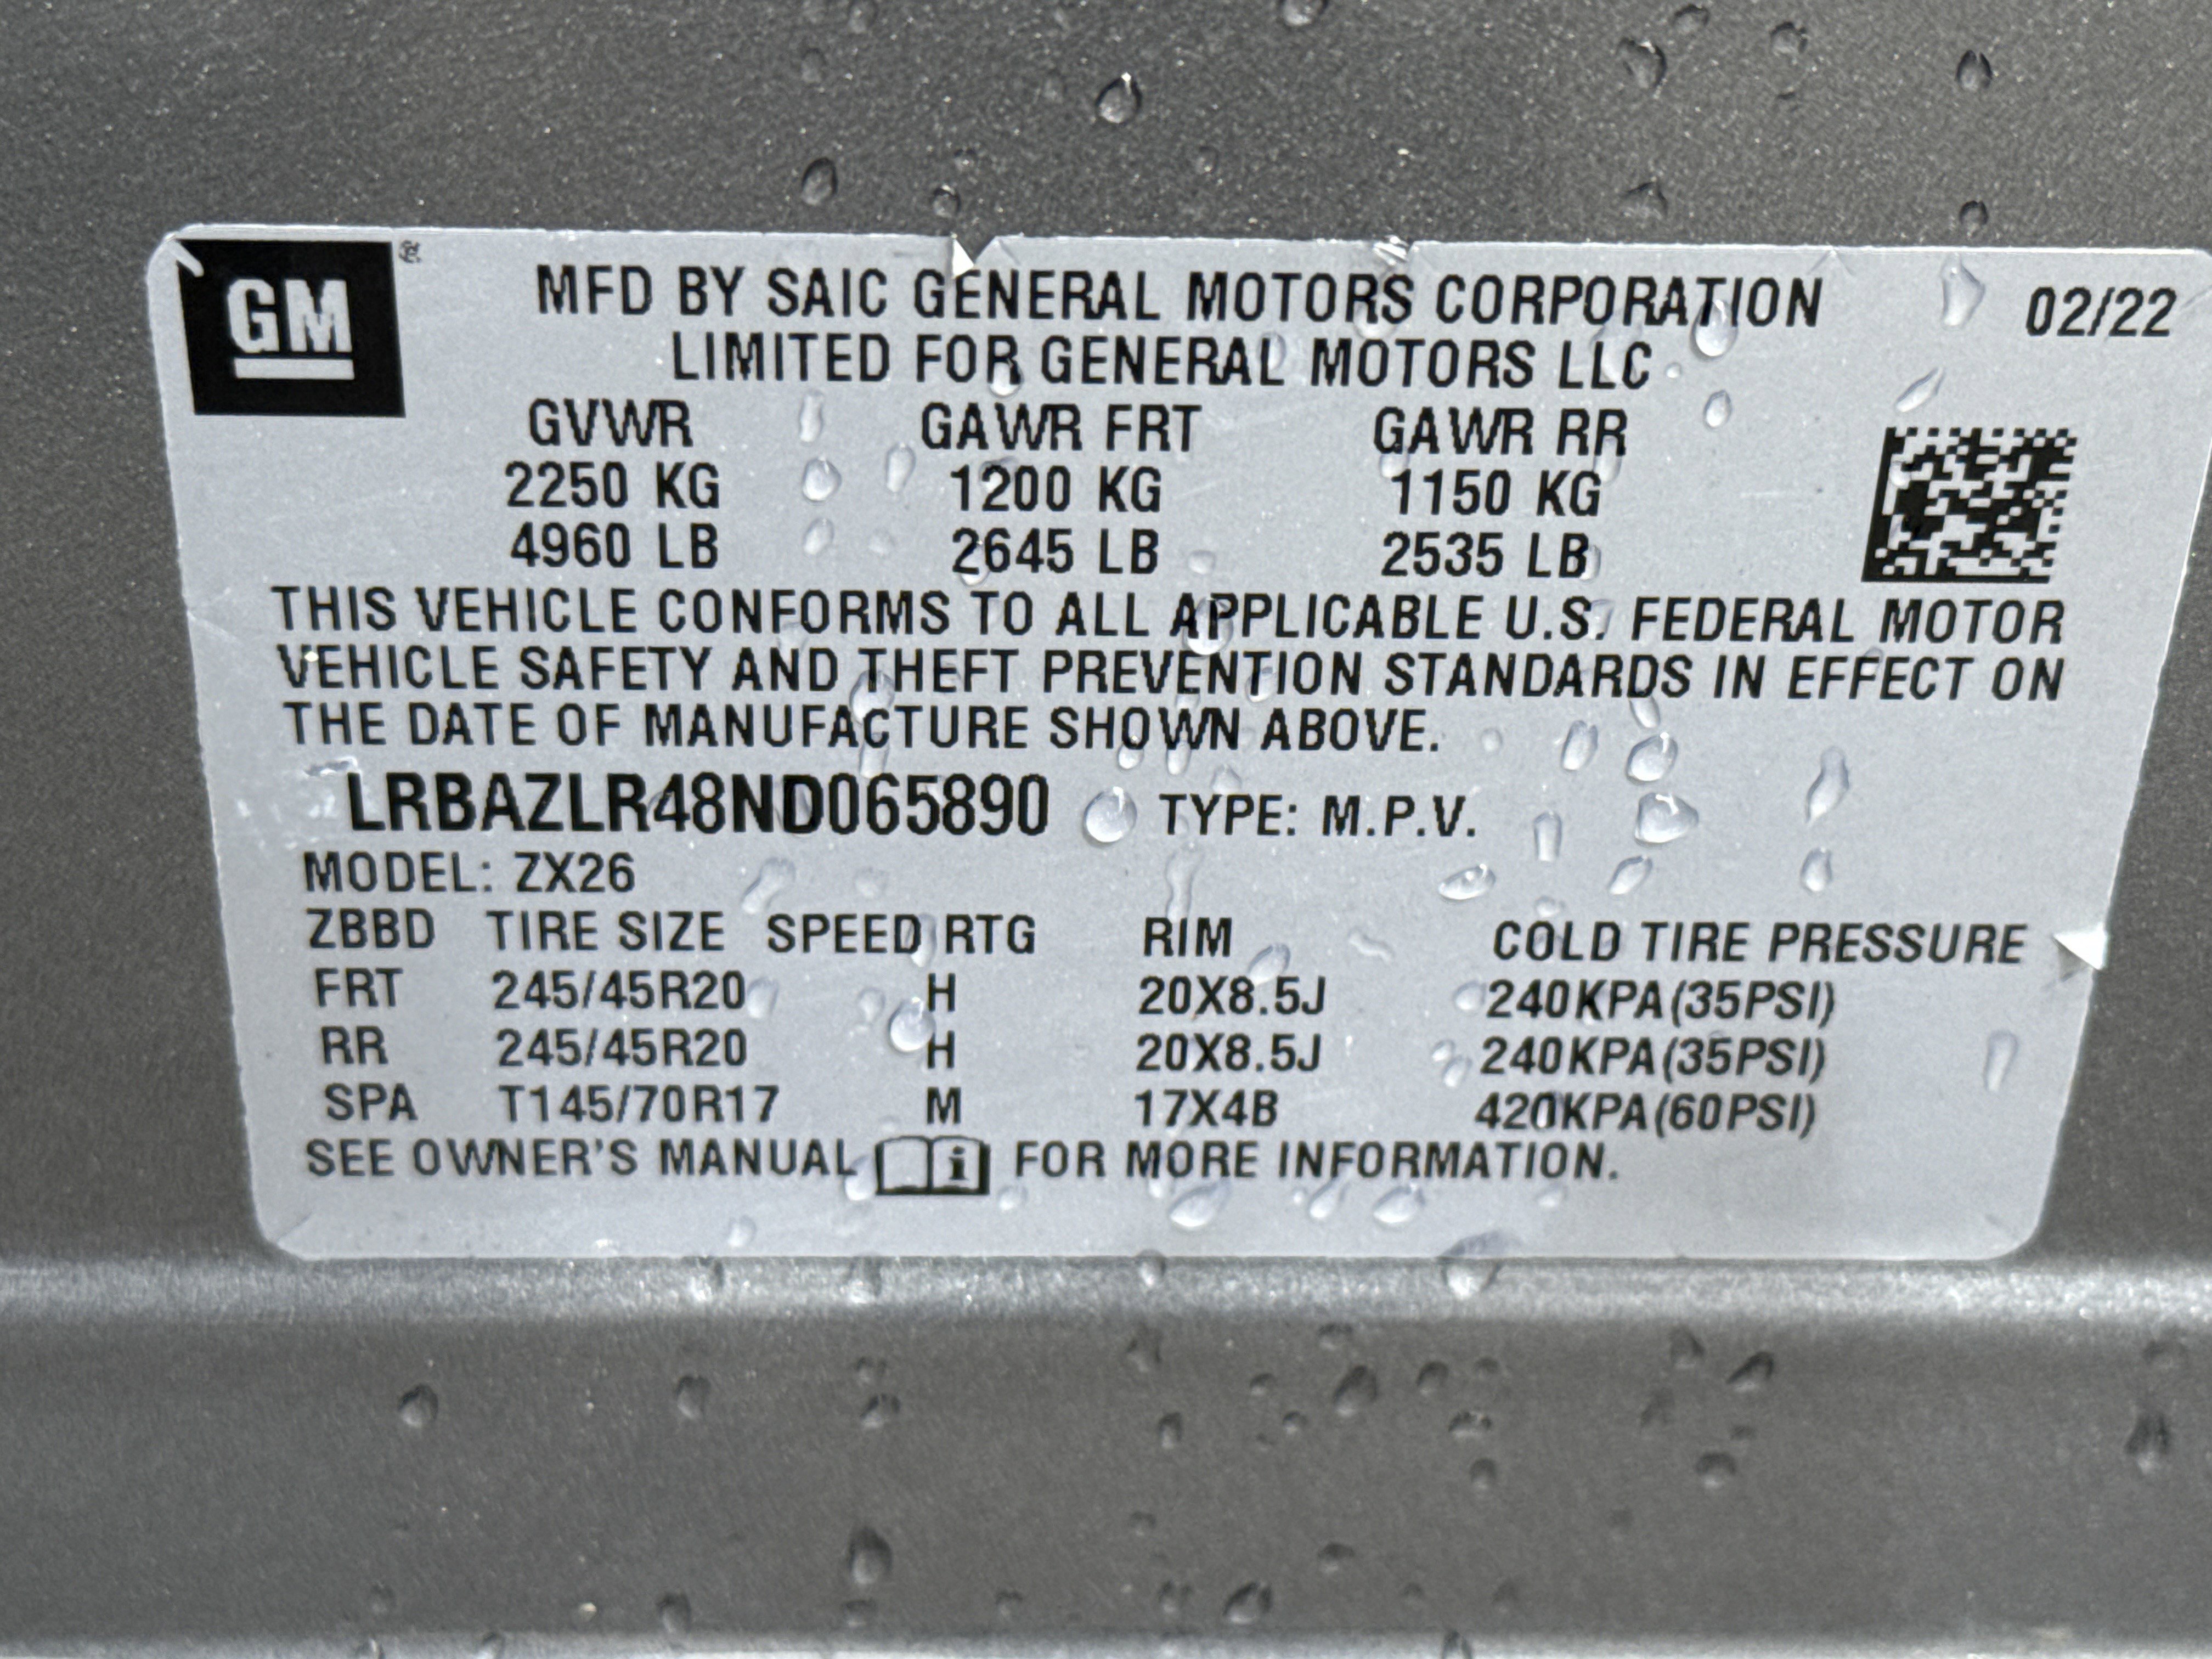 GM
MFD BY SAIC GENERAL MOTORS CORPORATION 02/22
LIMITED FOR GENERAL MOTORS LLC
GVWR GAWR FRT GAWR RR
2250 KG 1200 KG 1150 KG
4960 LB 2645 LB 2535 LB
THIS VEHICLE CONFORMS TO ALL APPLICABLE U.S. FEDERAL MOTOR
VEHICLE SAFETY AND THEFT PREVENTION STANDARDS IN EFFECT ON
THE DATE OF MANUFACTURE SHOWN ABOVE.
LRBAZLR48ND065890 TYPE: M.P.V.
MODEL: ZX26
ZBBD TIRE SIZE SPEED RTG RIM COLD TIRE PRESSURE
FRT 245/45R20 H 20X8.5J 240KPA(35PSI)
RR 245/45R20 H 20X8.5J 240KPA(35PSI)
SPA T145/70R17 M 17X4B 420KPA(60PSI)
SEE OWNER'S MANUAL i FOR MORE INFORMATION.